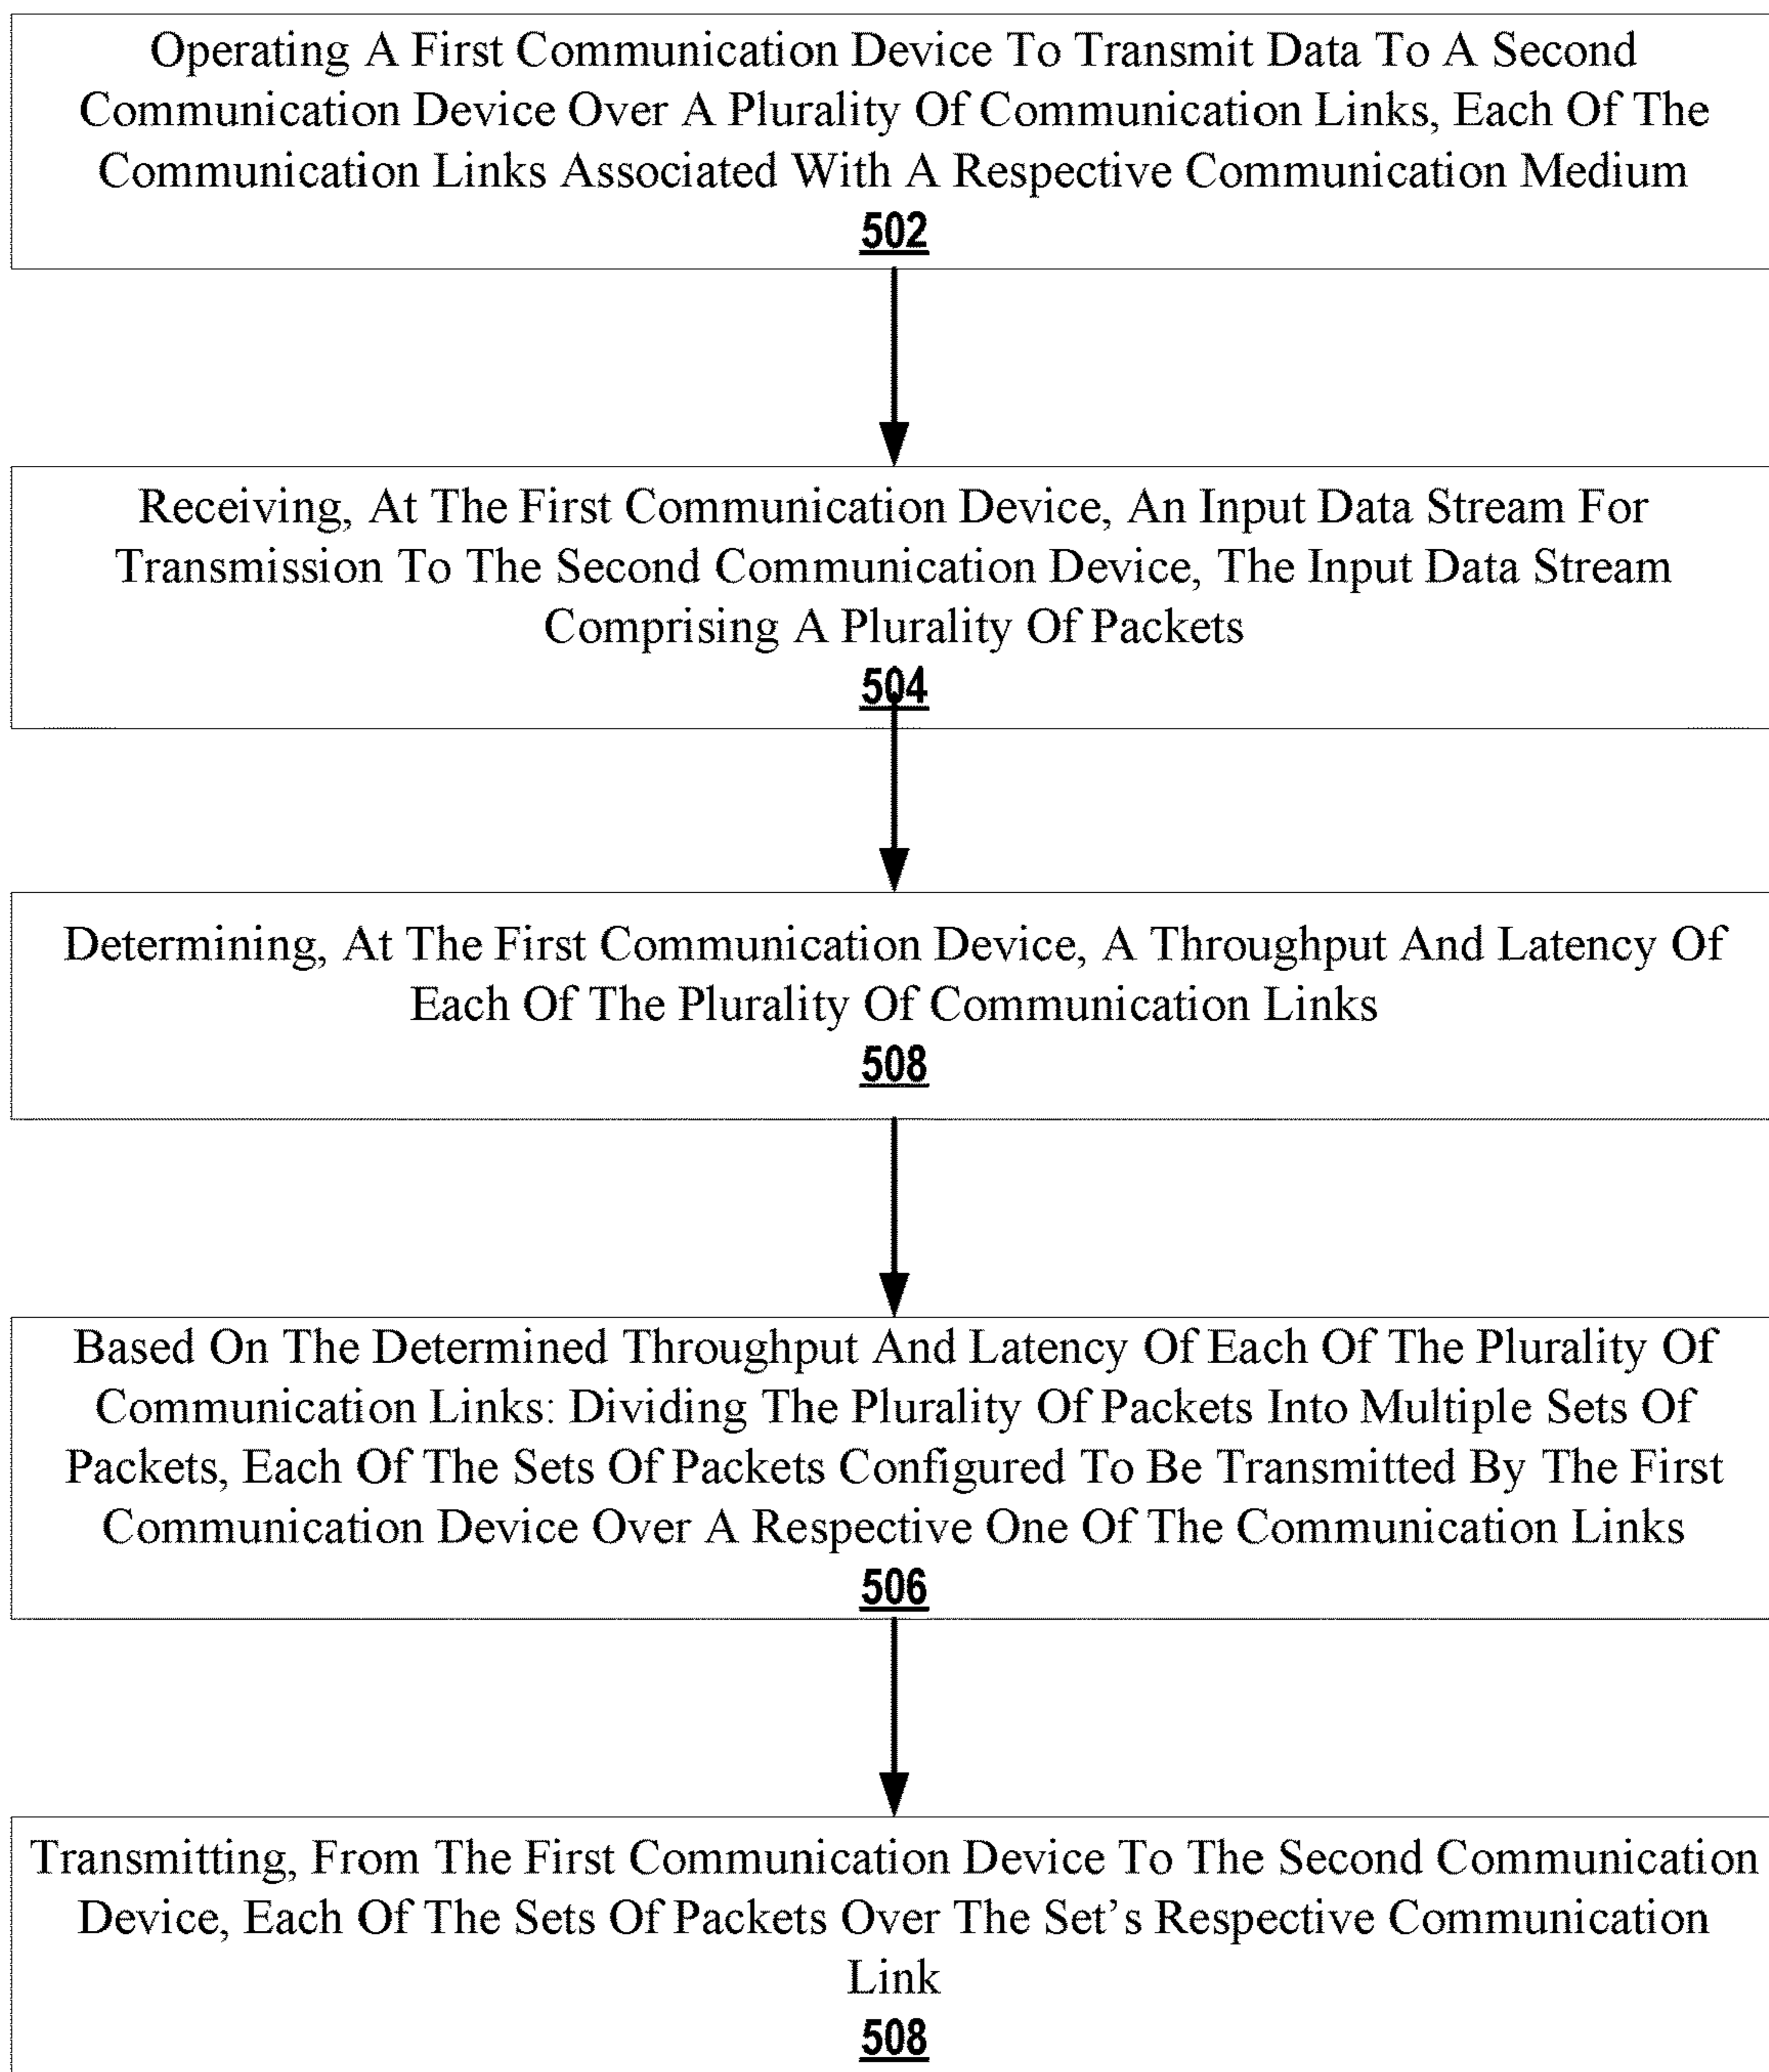 Operating A First Communication Device To Transmit Data To A Second
Communication Device Over A Plurality Of Communication Links, Each Of The
Communication Links Associated With A Respective Communication Medium
502
Receiving, At The First Communication Device, An Input Data Stream For
Transmission To The Second Communication Device, The Input Data Stream
Comprising A Plurality Of Packets
504
Determining, At The First Communication Device, A Throughput And Latency Of
Each Of The Plurality Of Communication Links
508
Based On The Determined Throughput And Latency Of Each Of The Plurality Of
Communication Links: Dividing The Plurality Of Packets Into Multiple Sets Of
Packets, Each Of The Sets Of Packets Configured To Be Transmitted By The First
Communication Device Over A Respective One Of The Communication Links
506
Transmitting, From The First Communication Device To The Second Communication
Device, Each Of The Sets Of Packets Over The Set’s Respective Communication
Link
508